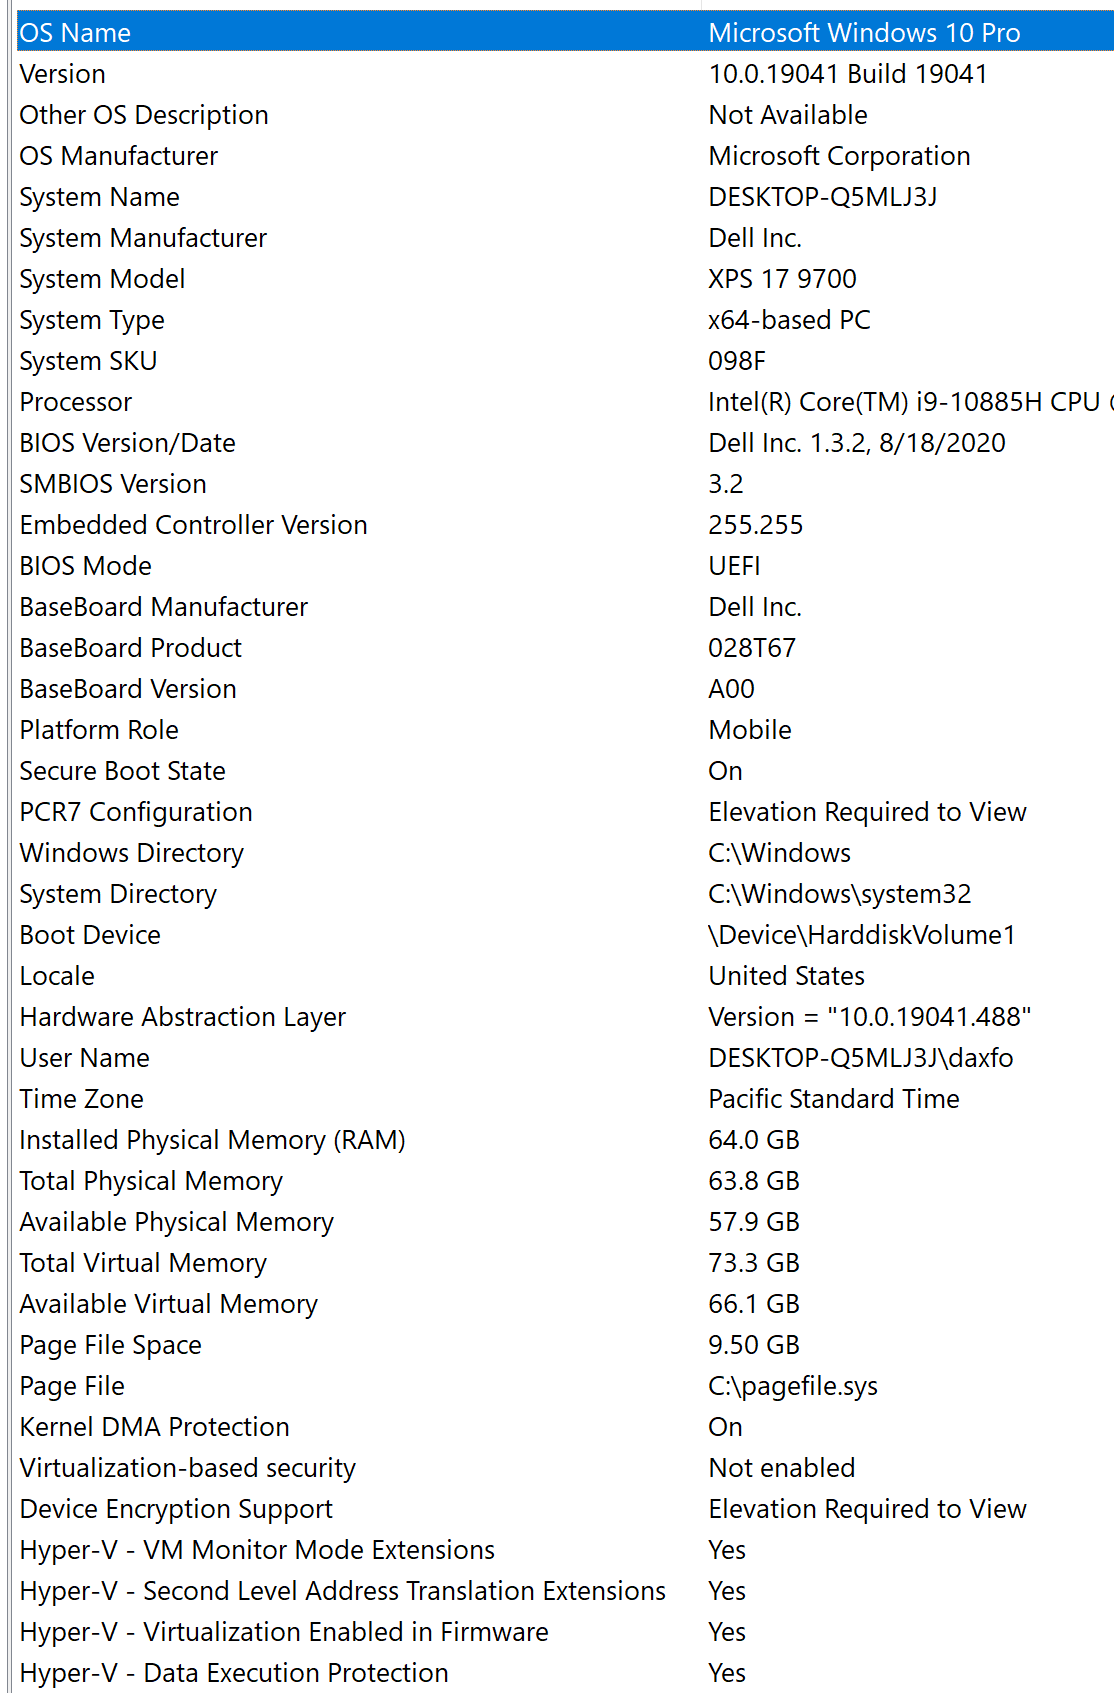 OS Name Microsoft Windows 10 Pro
Version 10.0.19041 Build 19041
Other OS Description Not Available
OS Manufacturer Microsoft Corporation
System Name DESKTOP-Q5MLJ3J
System Manufacturer Dell Inc.
System Model XPS 17 9700
System Type x64-based PC
System SKU 098F
Processor Intel(R) Core(TM) i9-10885H CPU
BIOS Version/Date Dell Inc. 1.3.2, 8/18/2020
SMBIOS Version 3.2
Embedded Controller Version 255.255
BIOS Mode UEFI
BaseBoard Manufacturer Dell Inc.
BaseBoard Product 028T67
BaseBoard Version A00
Platform Role Mobile
Secure Boot State On
PCR7 Configuration Elevation Required to View
Windows Directory C:\Windows
System Directory C:\Windows\system32
Boot Device \Device\HarddiskVolume1
Locale United States
Hardware Abstraction Layer Version = "10.0.19041.488"
User Name DESKTOP-Q5MLJ3J\daxfo
Time Zone Pacific Standard Time
Installed Physical Memory (RAM) 64.0 GB
Total Physical Memory 63.8 GB
Available Physical Memory 57.9 GB
Total Virtual Memory 73.3 GB
Available Virtual Memory 66.1 GB
Page File Space 9.50 GB
Page File C:\pagefile.sys
Kernel DMA Protection On
Virtualization-based security Not enabled
Device Encryption Support Elevation Required to View
Hyper-V - VM Monitor Mode Extensions Yes
Hyper-V - Second Level Address Translation Extensions Yes
Hyper-V - Virtualization Enabled in Firmware Yes
Hyper-V - Data Execution Protection Yes